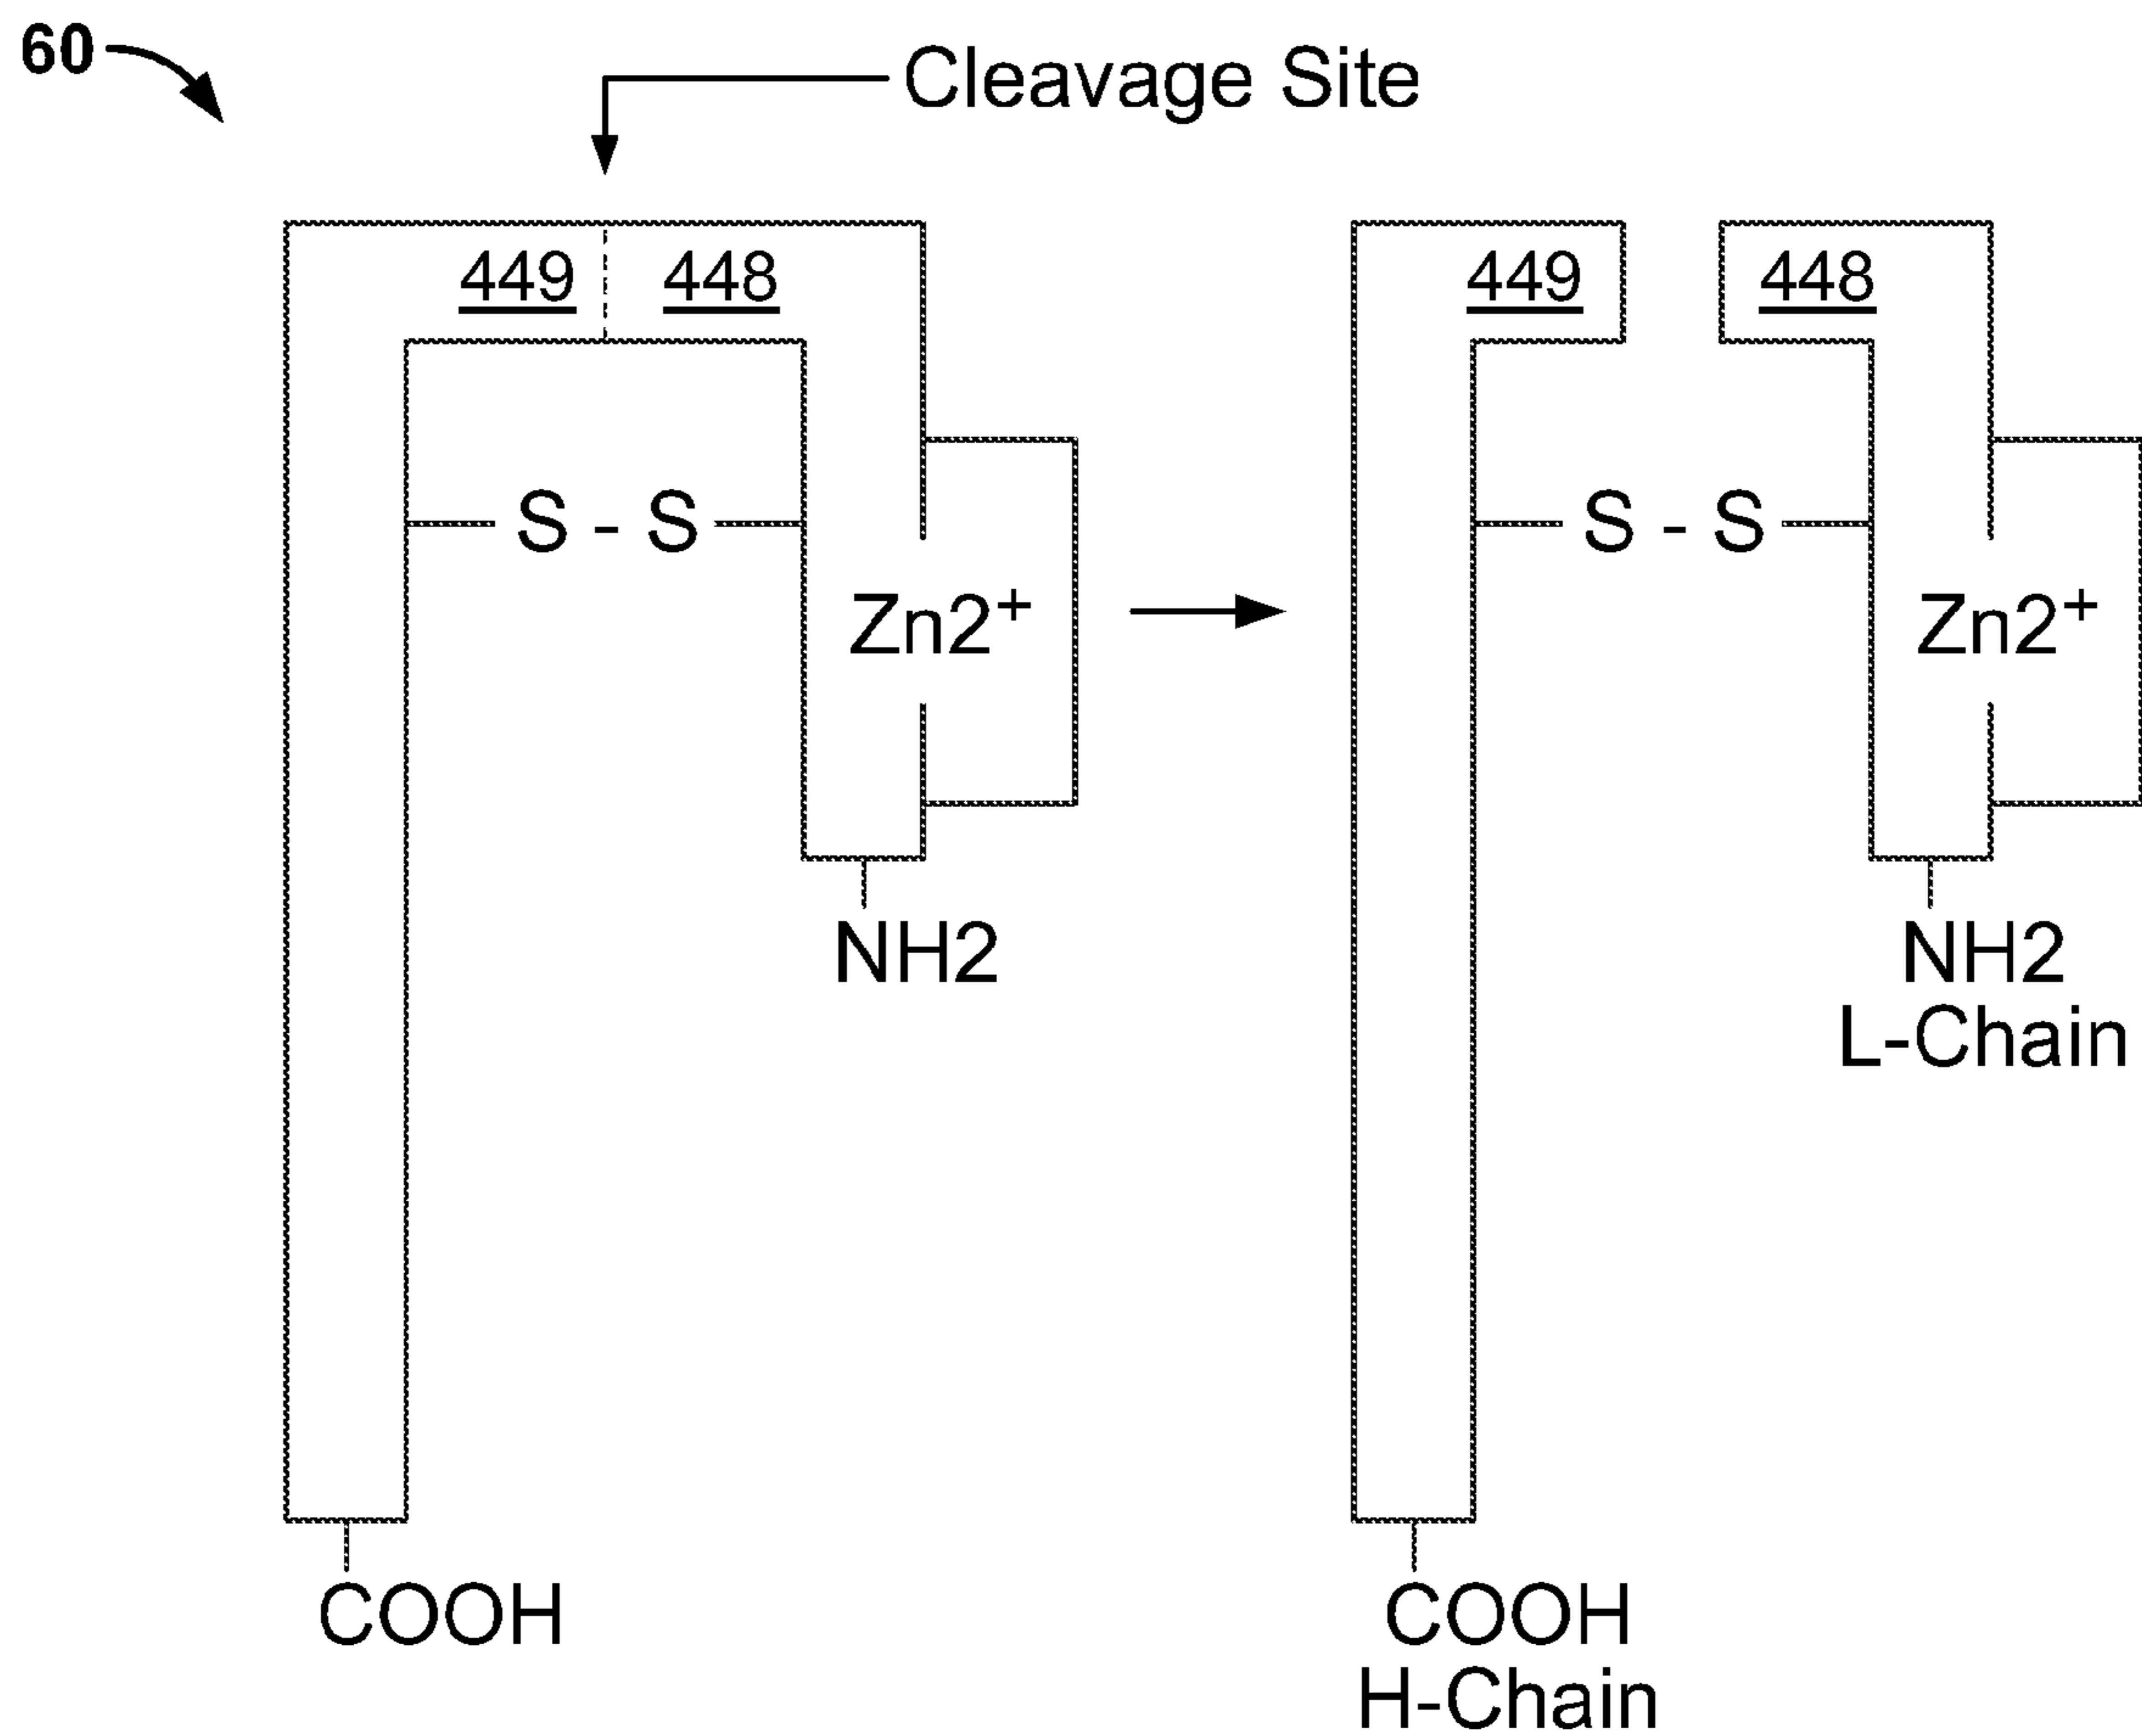 60
Cleavage Site
449 448
449 448
S - S
S - S
Zn2+
Zn2+
NH2
NH2
L-Chain
COOH
COOH
H-Chain